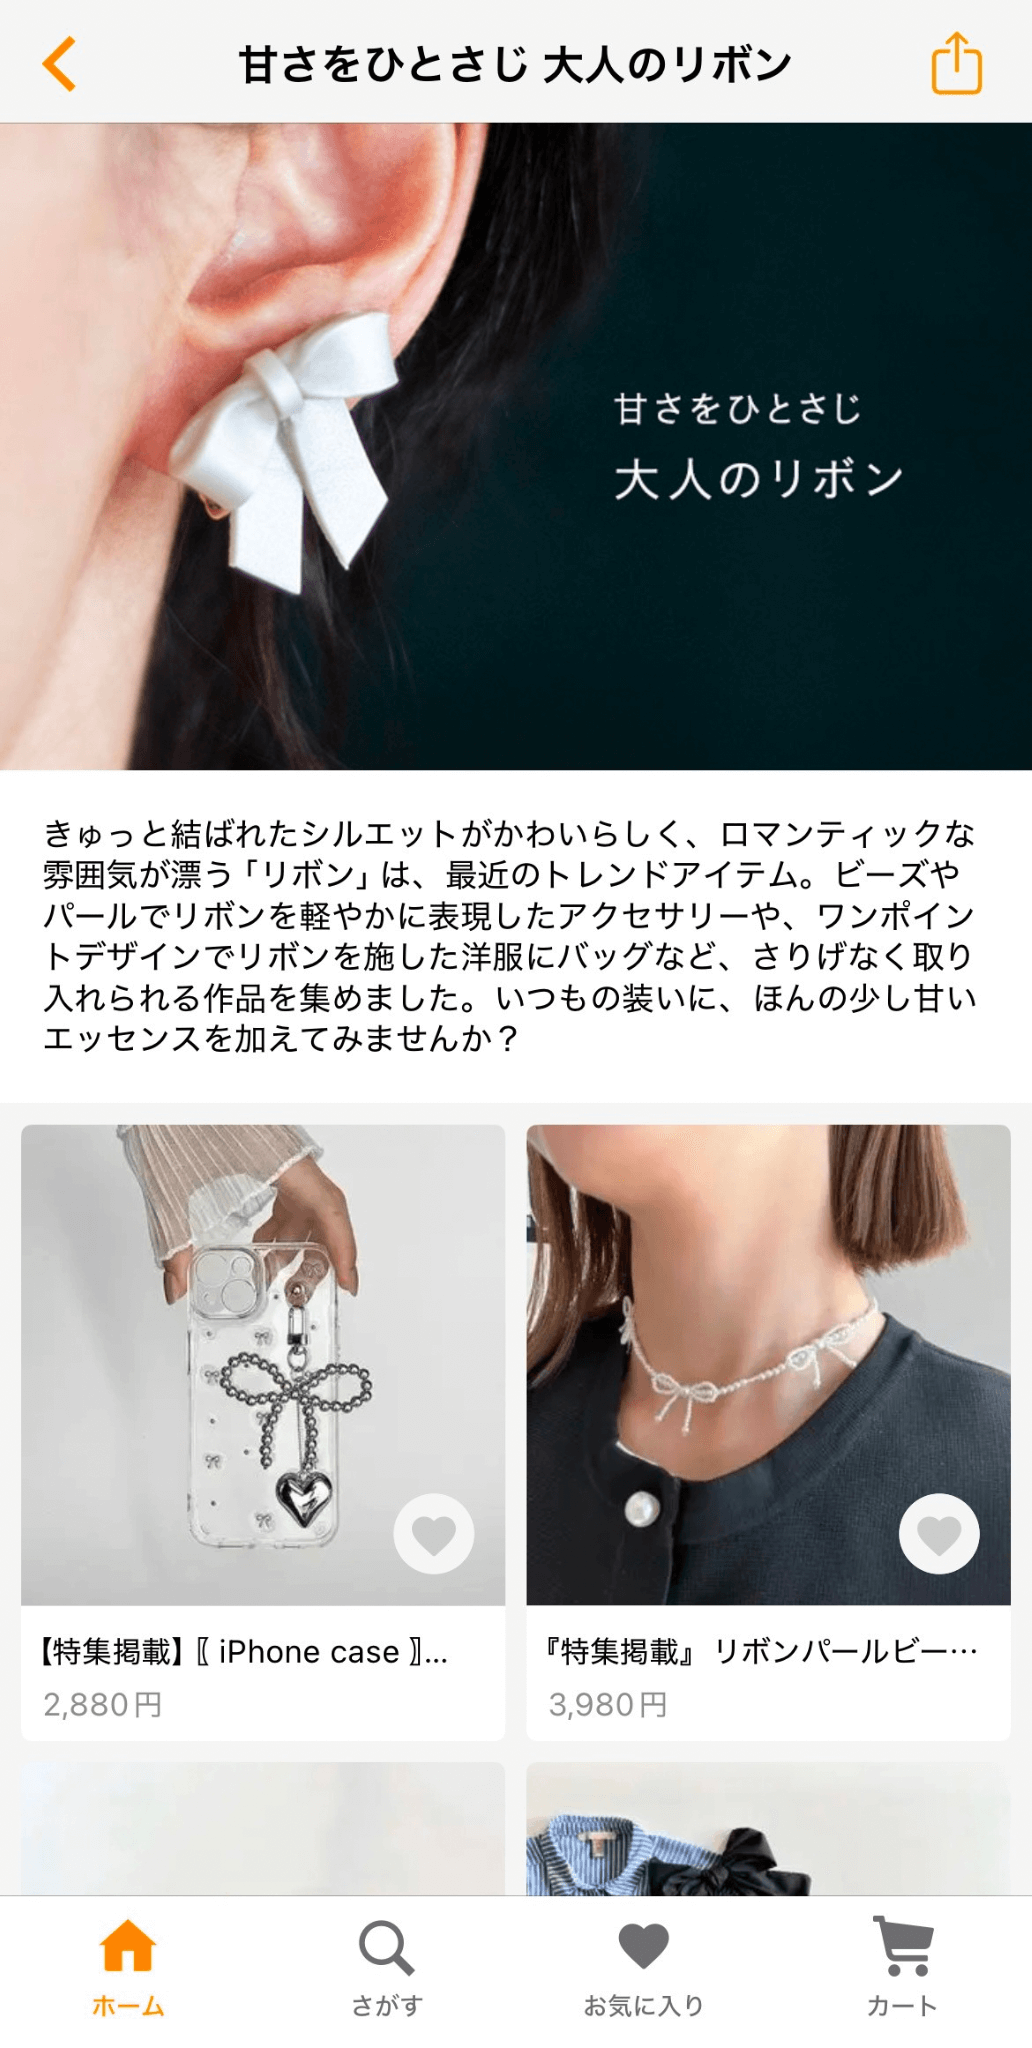 甘さをひとさじ 大人のリボン
甘さをひとさじ
大人のリボン
きゅっと結ばれたシルエットがかわいらしく、ロマンティックな
雰囲気が漂う「リボン」は、最近のトレンドアイテム。ビーズや
パールでリボンを軽やかに表現したアクセサリーや、ワンポイン
トデザインでリボンを施した洋服にバッグなど、さりげなく取り
入れられる作品を集めました。いつもの装いに、ほんの少し甘い
エッセンスを加えてみませんか？
【特集掲載】〖 iPhone case 〗...
2,880円
『特集掲載』 リボンパールビー…
3,980円
ホーム
さがす
お気に入り
カート